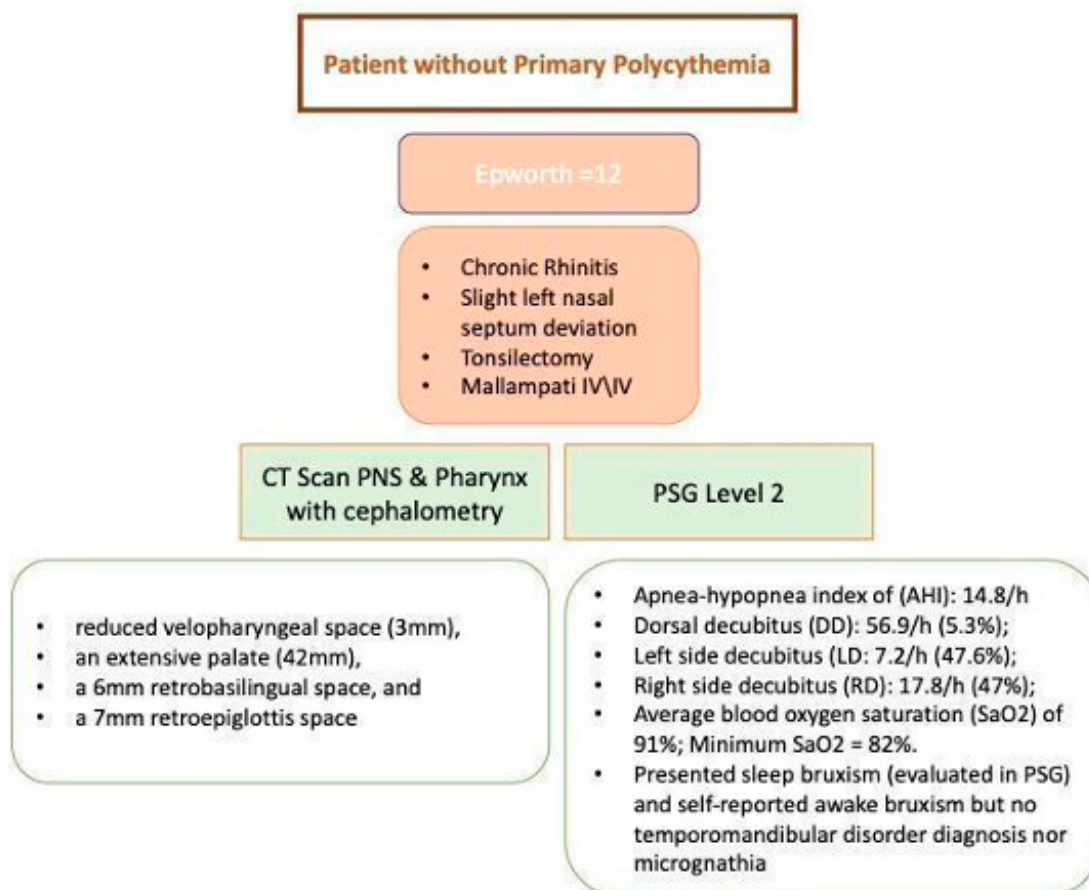 Patient without Primary Polycythemia
Epworth =12
• Chronic Rhinitis
• Slight left nasal
septum deviation
• Tonsilectomy
• Mallampati IV\IV
CT Scan PNS & Pharynx
with cephalometry
PSG Level 2
• reduced velopharyngeal space (3mm),
• an extensive palate (42mm),
• a 6mm retrobasilingual space, and
• a 7mm retroepiglottis space
• Apnea-hypopnea index of (AHI): 14.8/h
• Dorsal decubitus (DD): 56.9/h (5.3%);
• Left side decubitus (LD: 7.2/h (47.6%);
• Right side decubitus (RD): 17.8/h (47%);
• Average blood oxygen saturation (SaO2) of
91%; Minimum SaO2 = 82%.
• Presented sleep bruxism (evaluated in PSG)
and self-reported awake bruxism but no
temporomandibular disorder diagnosis nor
micrognathia